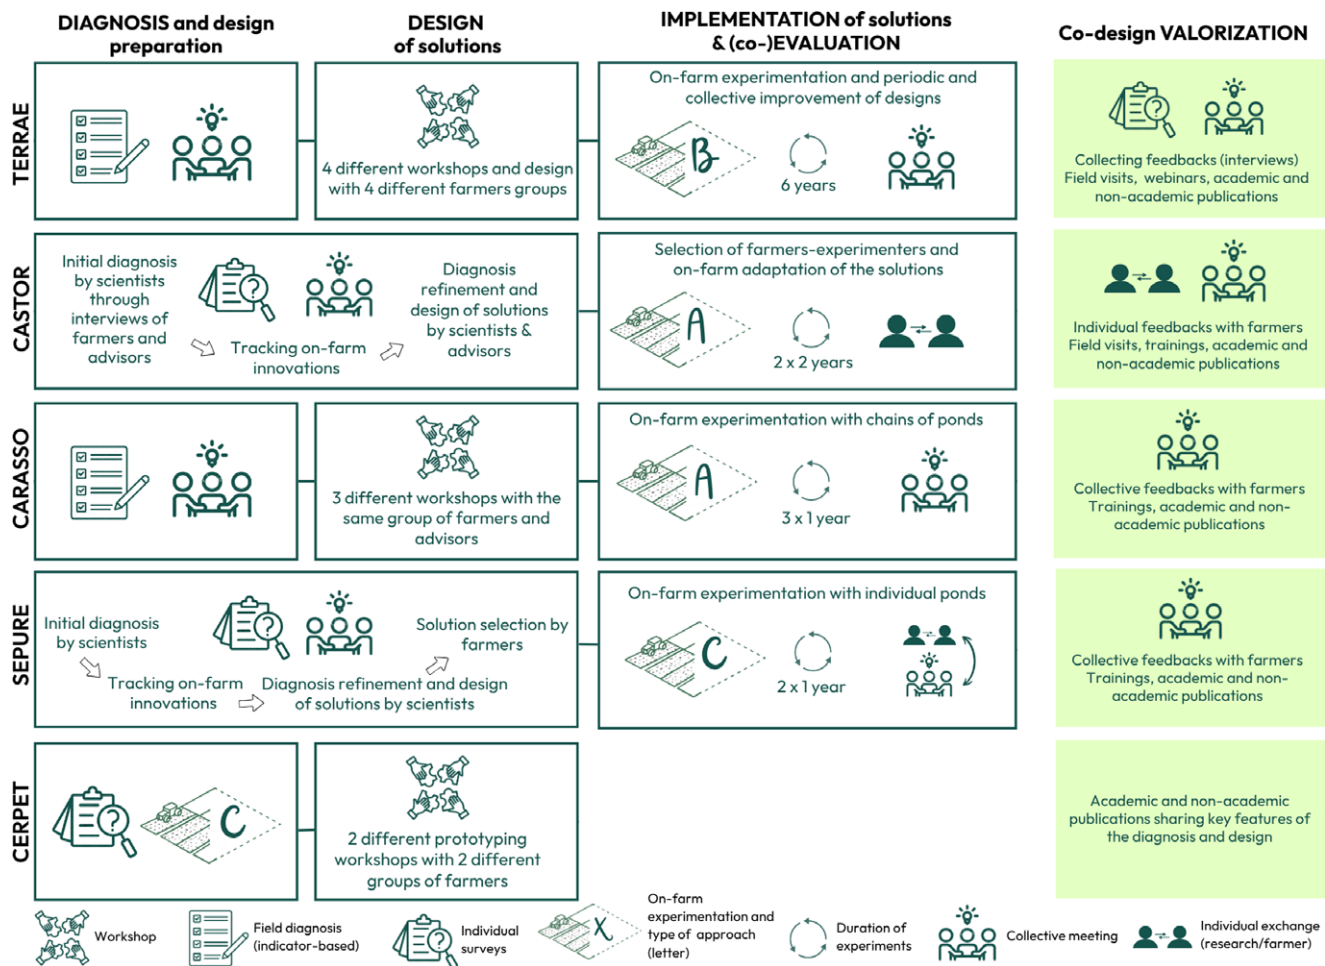 DIAGNOSIS and design
preparation
DESIGN
of solutions
IMPLEMENTATION of solutions
& (co-)EVALUATION
Co-design VALORIZATION
TERRAE
4 different workshops and design
with 4 different farmers groups
On-farm experimentation and periodic and
collective improvement of designs
B
6 years
Collecting feedbacks (interviews)
Field visits, webinars, academic and
non-academic publications
CASTOR
Initial diagnosis
by scientists
through
interviews of
farmers and
advisors
?
Tracking on-farm
innovations
Diagnosis
refinement and
design of solutions
by scientists &
advisors
Selection of farmers-experimenters and
on-farm adaptation of the solutions
A
2 x 2 years
Individual feedbacks with farmers
Field visits, trainings, academic and
non-academic publications
CARASSO
3 different workshops with the
same group of farmers and
advisors
On-farm experimentation with chains of ponds
A
3 x 1 year
Collective feedbacks with farmers
Trainings, academic and non-
academic publications
SEPURE
Initial diagnosis
by scientists
?
Tracking on-farm
innovations
Diagnosis refinement and design
of solutions by scientists
Solution selection by
farmers
On-farm experimentation with individual ponds
C
2 x 1 year
Collective feedbacks with farmers
Trainings, academic and non-
academic publications
CERPET
?
C
2 different prototyping
workshops with 2 different
groups of farmers
Academic and non-academic
publications sharing key features of
the diagnosis and design
Workshop
Field diagnosis
(indicator-based)
?
Individual
surveys
X
On-farm
experimentation and
type of approach
(letter)
Duration of
experiments
Collective meeting
Individual exchange
(research/farmer)